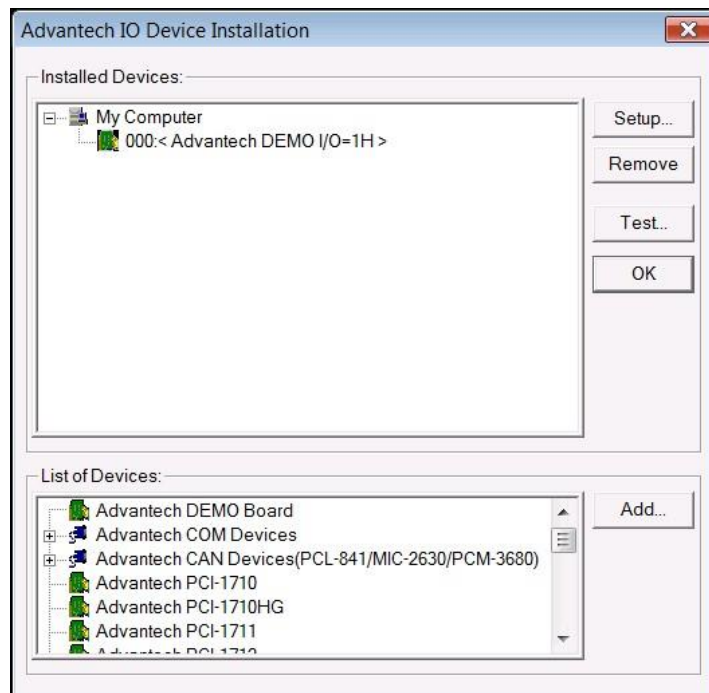 Advantech IO Device Installation
Installed Devices:
My Computer
000:< Advantech DEMO I/O=1H >
Setup...
Remove
Test...
OK
List of Devices:
Advantech DEMO Board
Advantech COM Devices
Advantech CAN Devices(PCL-841/MIC-2630/PCM-3680)
Advantech PCI-1710
Advantech PCI-1710HG
Advantech PCI-1711
Add...